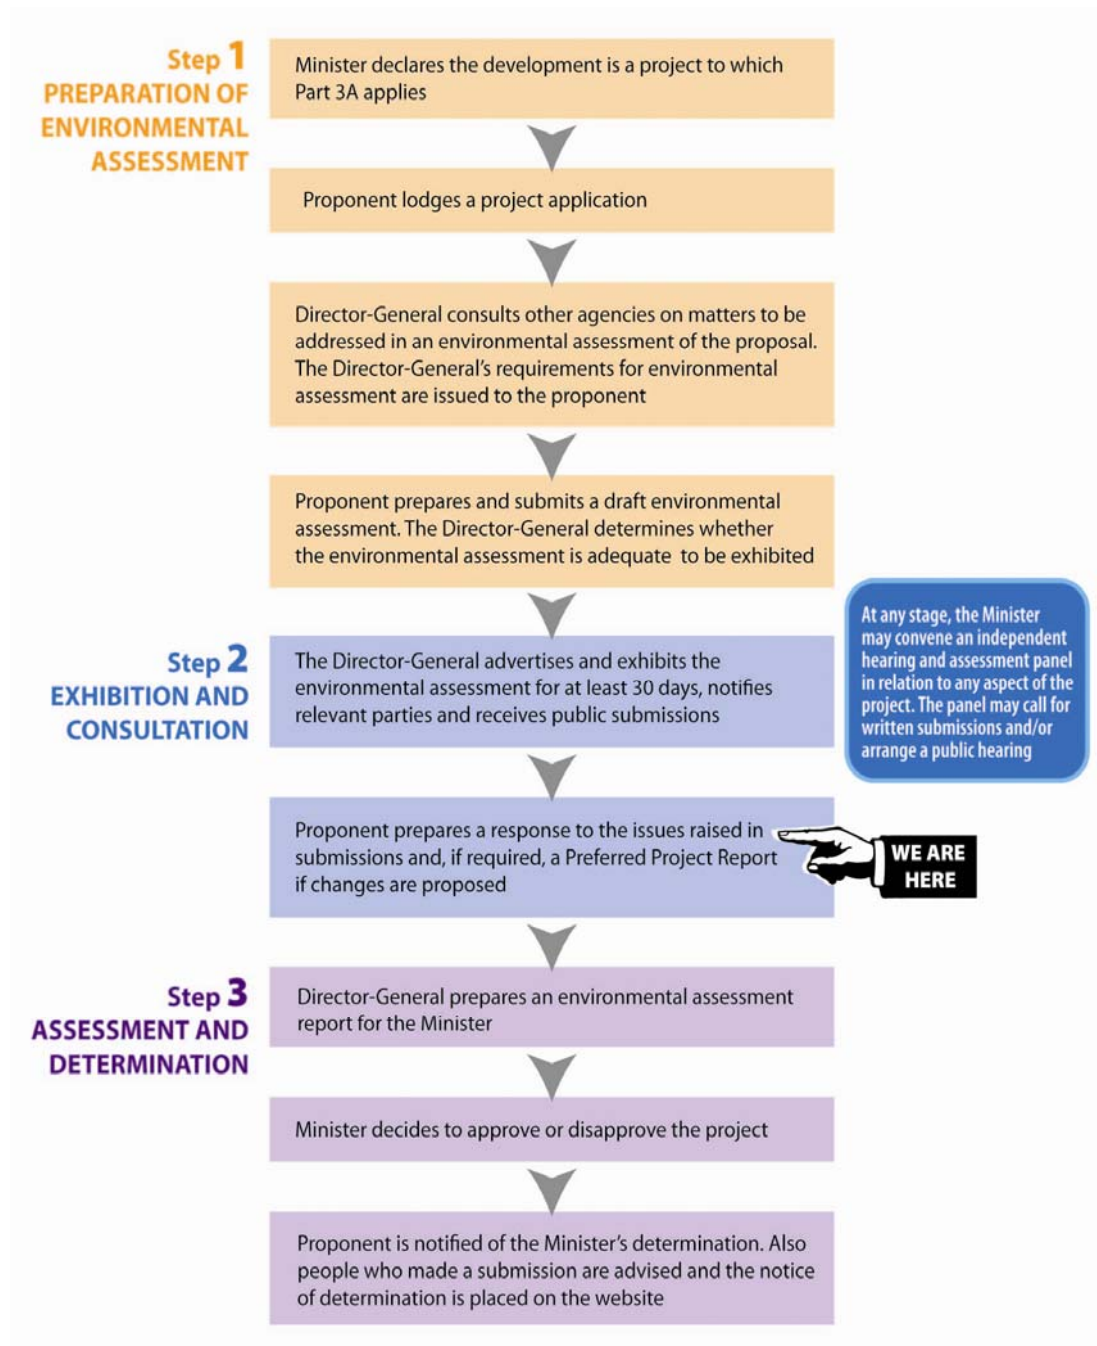 Step 1
PREPARATION OF
ENVIRONMENTAL
ASSESSMENT
Minister declares the development is a project to which
Part 3A applies
Proponent lodges a project application
Director-General consults other agencies on matters to be
addressed in an environmental assessment of the proposal.
The Director-General's requirements for environmental
assessment are issued to the proponent
Proponent prepares and submits a draft environmental
assessment. The Director-General determines whether
the environmental assessment is adequate to be exhibited
Step 2
EXHIBITION AND
CONSULTATION
The Director-General advertises and exhibits the
environmental assessment for at least 30 days, notifies
relevant parties and receives public submissions
At any stage, the Minister
may convene an independent
hearing and assessment panel
in relation to any aspect of the
project. The panel may call for
written submissions and/or
arrange a public hearing
Proponent prepares a response to the issues raised in
submissions and, if required, a Preferred Project Report
if changes are proposed
WE ARE
HERE
Step 3
ASSESSMENT AND
DETERMINATION
Director-General prepares an environmental assessment
report for the Minister
Minister decides to approve or disapprove the project
Proponent is notified of the Minister's determination. Also
people who made a submission are advised and the notice
of determination is placed on the website